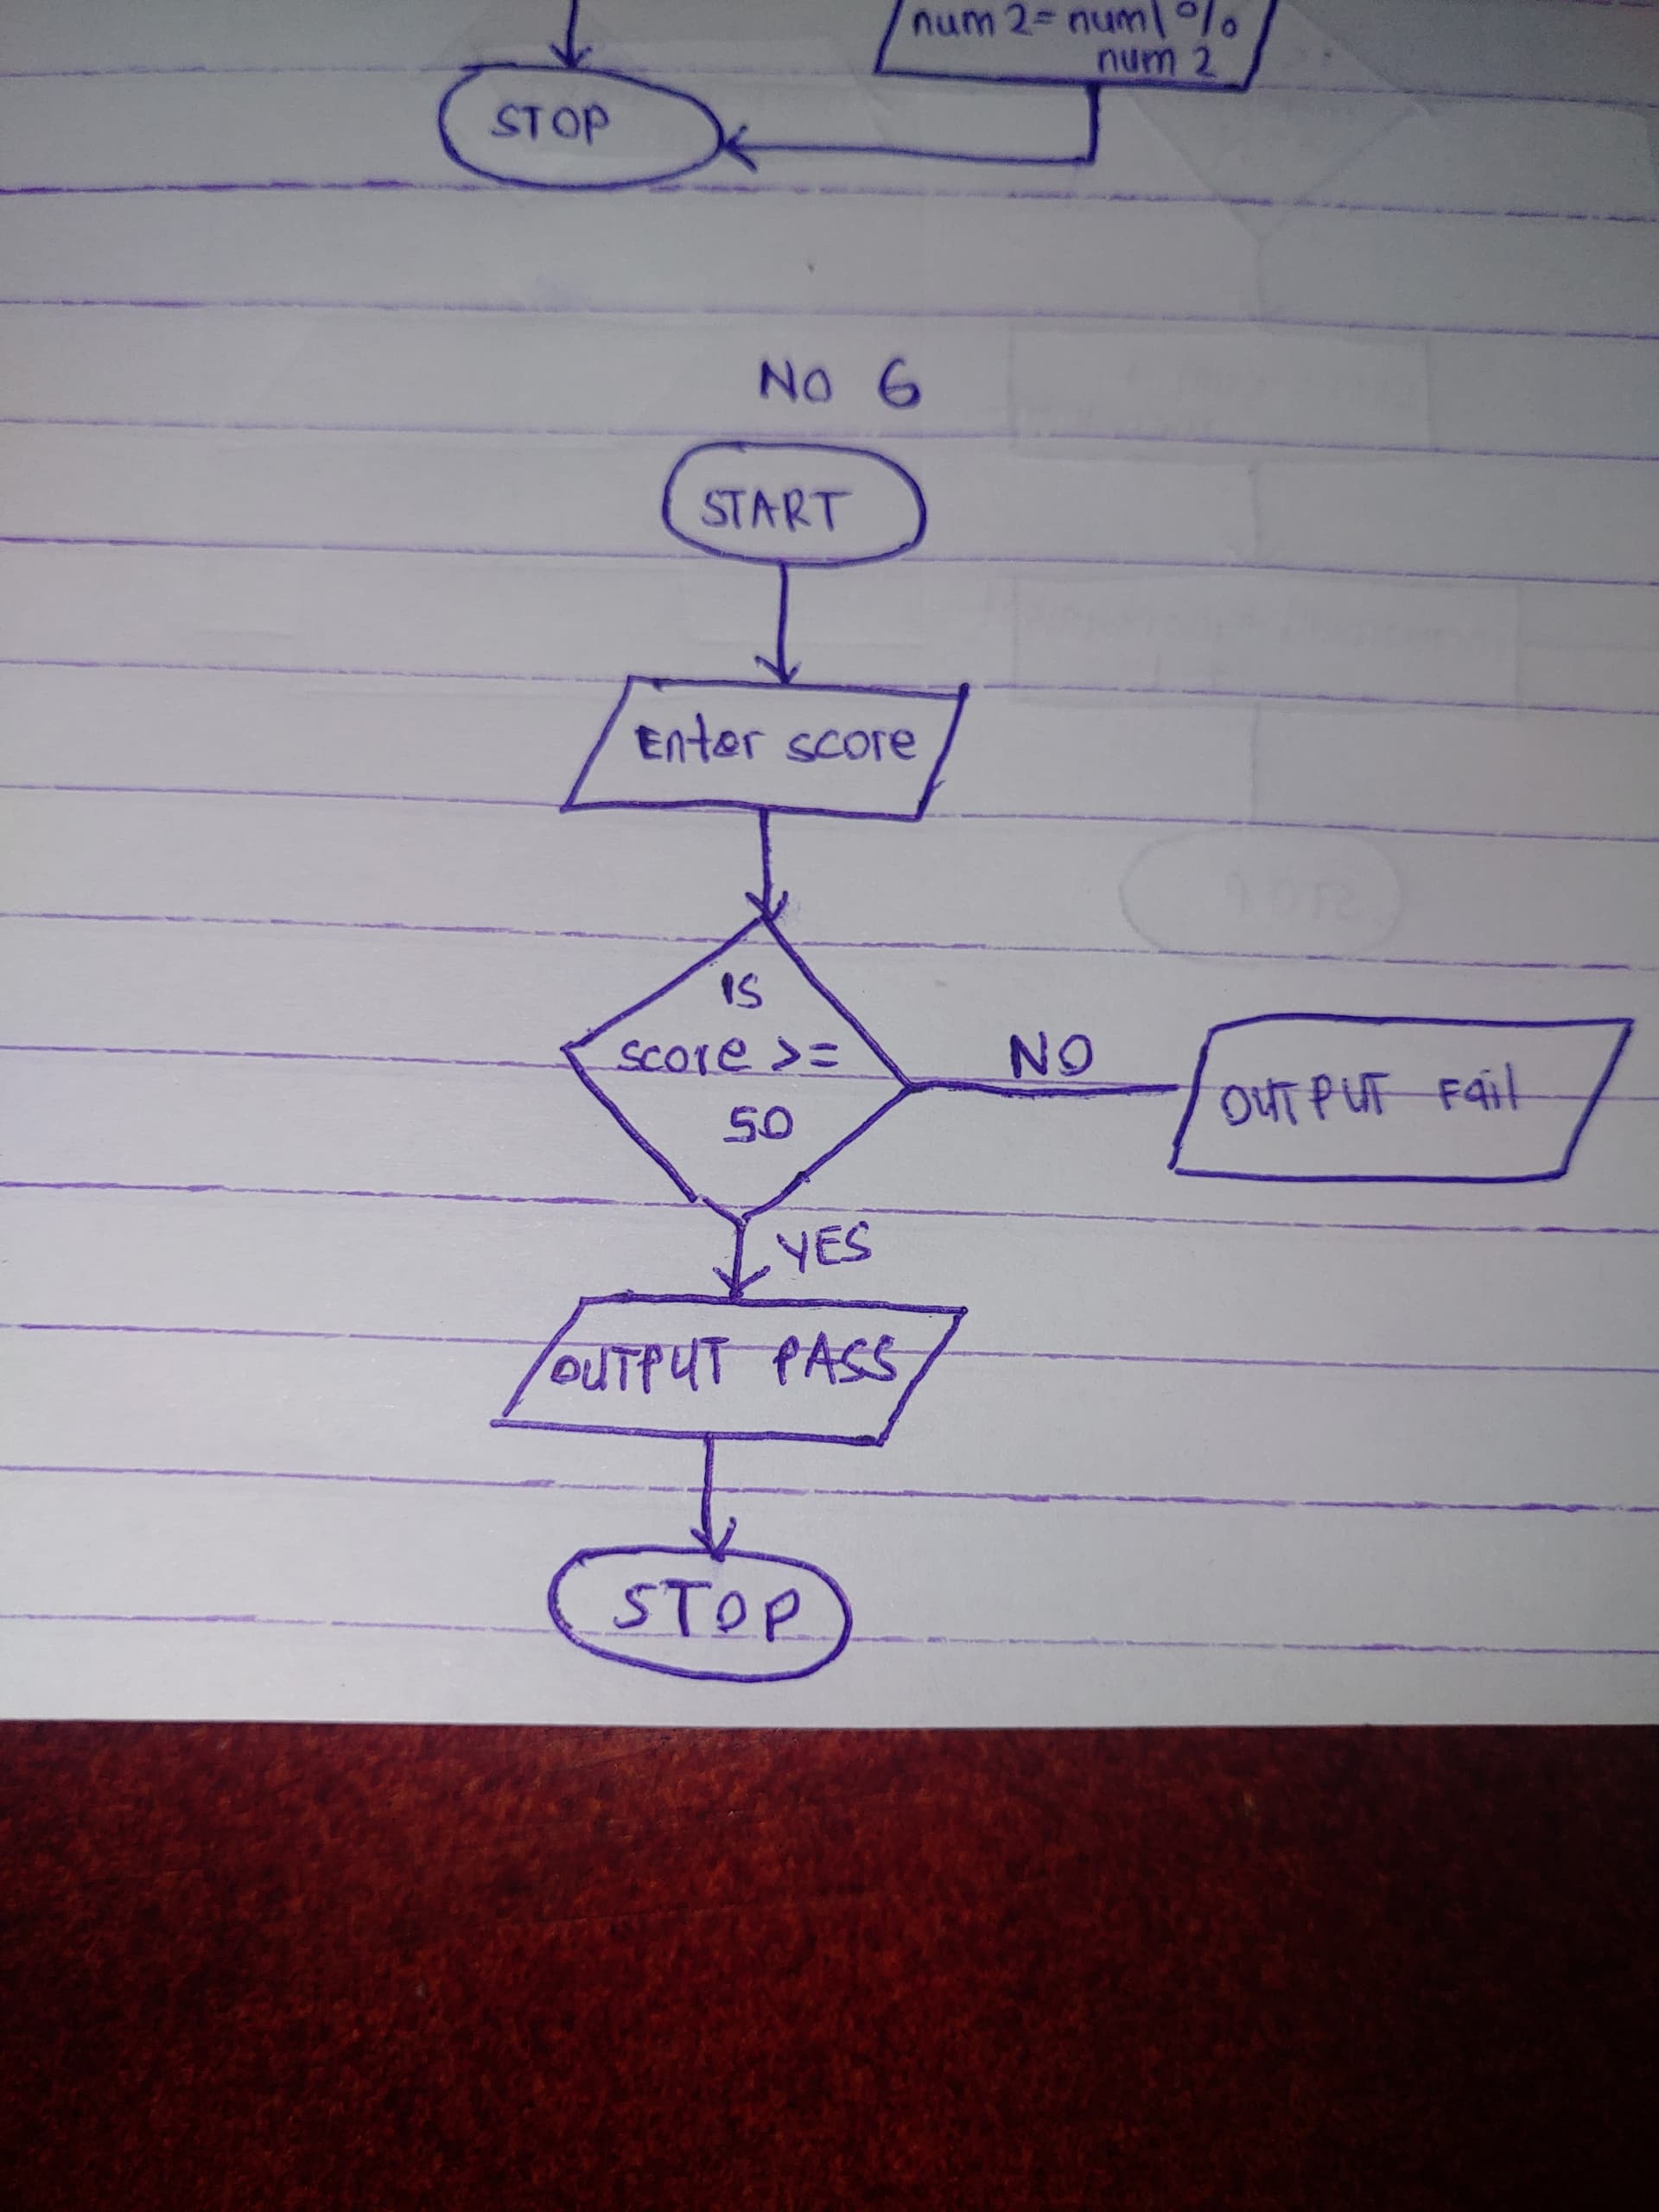 num 2 = num1 %
num 2
STOP
NO 6
START
Enter score
is
score >=
50
NO
OUTPUT Fail
YES
OUTPUT PASS
STOP